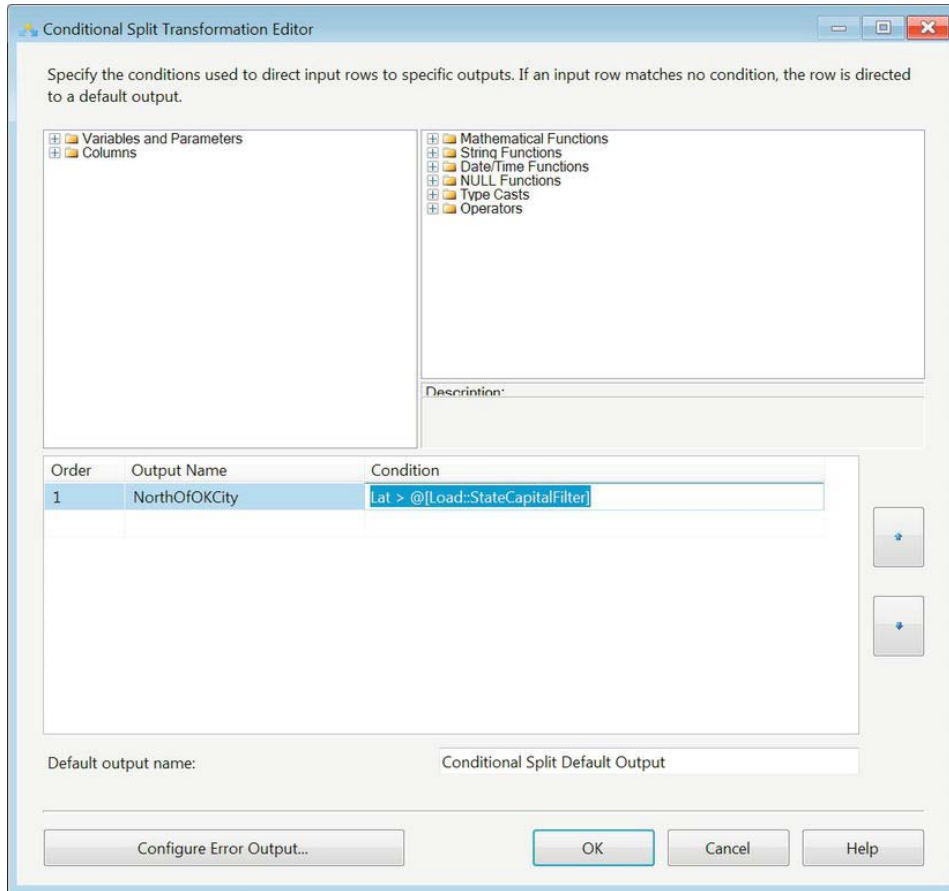 Conditional Split Transformation Editor
Specify the conditions used to direct input rows to specific outputs. If an input row matches no condition, the row is directed
to a default output.
Variables and Parameters
Columns
Mathematical Functions
String Functions
Date/Time Functions
NULL Functions
Type Casts
Operators
Description:
Order Output Name Condition
1 NorthOfOKCity Lat > @[Load::StateCapitalFilter]
Default output name: Conditional Split Default Output
Configure Error Output... OK Cancel Help